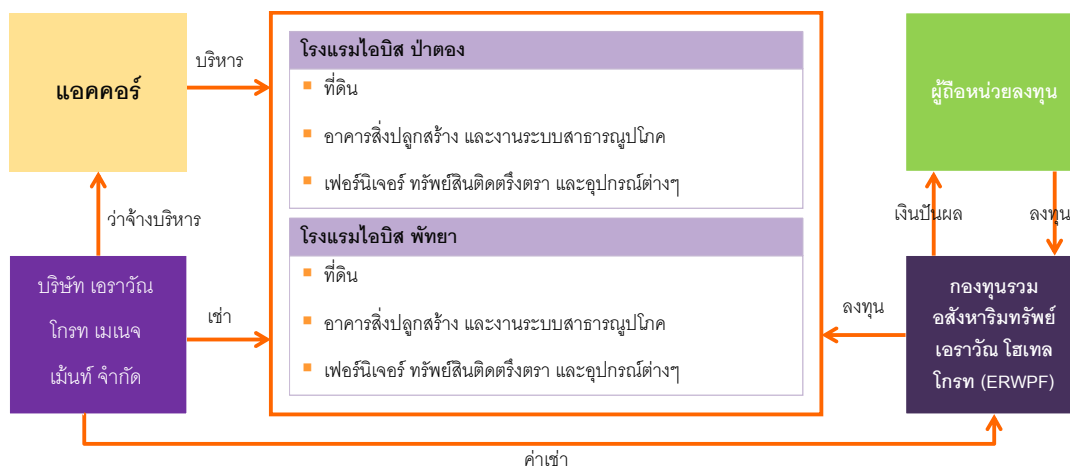 แอคคอร์
บริหาร
โรงแรมไอบิส ป่าตอง
ที่ดิน
อาคารสิ่งปลูกสร้าง และงานระบบสาธารณูปโภค
เฟอร์นิเจอร์ ทรัพย์สินติดตรึงตรา และอุปกรณ์ต่างๆ
ผู้ถือหน่วยลงทุน
ว่าจ้างบริหาร
เงินปันผล
ลงทุน
โรงแรมไอบิส พัทยา
ที่ดิน
อาคารสิ่งปลูกสร้าง และงานระบบสาธารณูปโภค
เฟอร์นิเจอร์ ทรัพย์สินติดตรึงตรา และอุปกรณ์ต่างๆ
บริษัท เอราวัณ
โกรท เมเนจ
เม้นท์ จำกัด
เช่า
ลงทุน
กองทุนรวม
อสังหาริมทรัพย์
เอราวัณ โฮเทล
โกรท (ERWPF)
ค่าเช่า